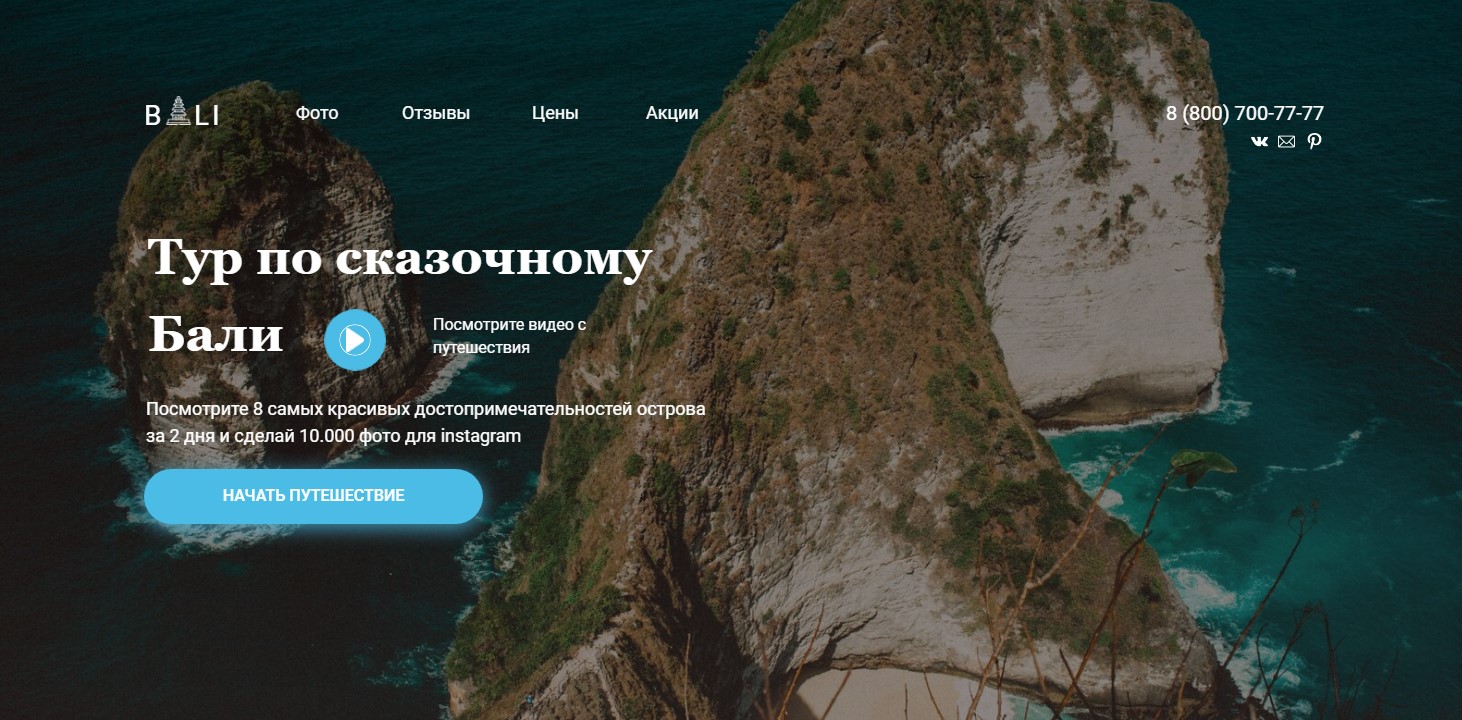 BALI
Фото
Отзывы
Цены
Акции
8 (800) 700-77-77
Тур по сказочному
Бали
Посмотрите видео с
путешествия
Посмотрите 8 самых красивых достопримечательностей острова
за 2 дня и сделай 10.000 фото для instagram
НАЧАТЬ ПУТЕШЕСТВИЕ